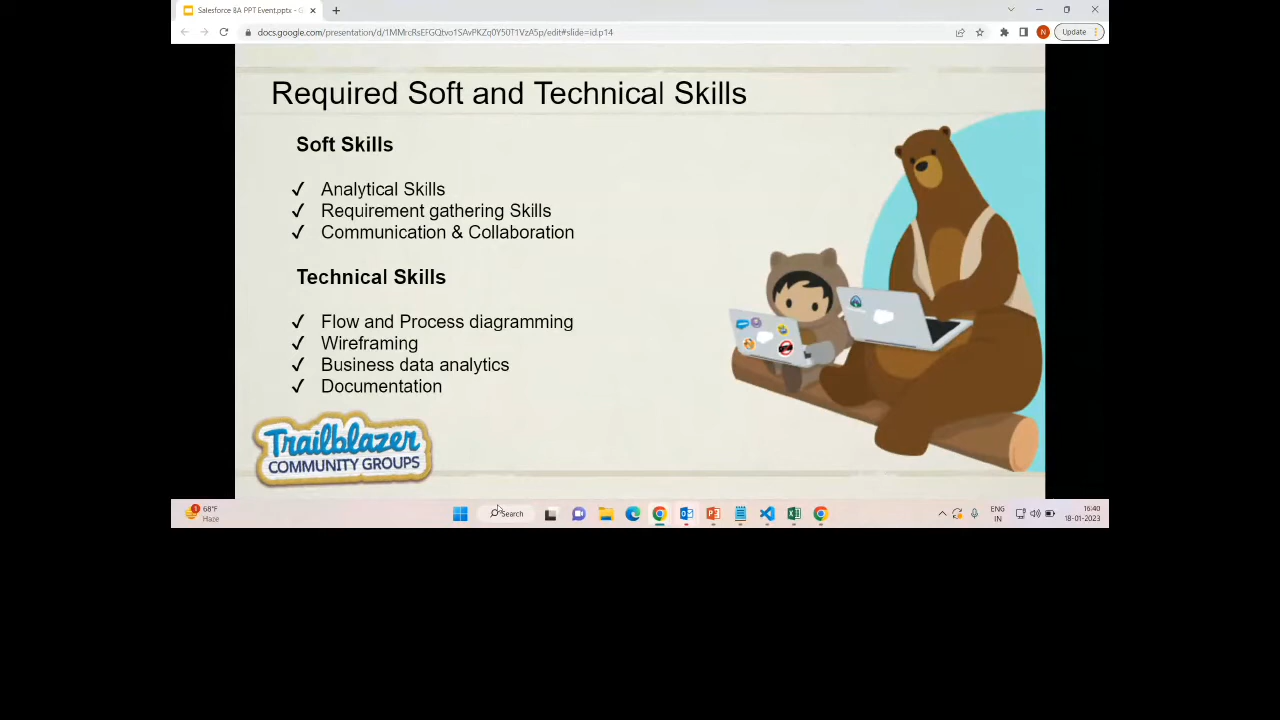 Salesforce BA PPT Event.pptx - G
docs.google.com/presentation/d/1MMrcRsEFGQtvo1SAvPKZq0Y50T1VzA5p/edit#slide=id.p14
N
Update
Required Soft and Technical Skills
Soft Skills
✓ Analytical Skills
✓ Requirement gathering Skills
✓ Communication & Collaboration
Technical Skills
✓ Flow and Process diagramming
✓ Wireframing
✓ Business data analytics
✓ Documentation
Trailblazer
COMMUNITY GROUPS
1
68°F
Haze
Search
ENG
IN
16:40
18-01-2023